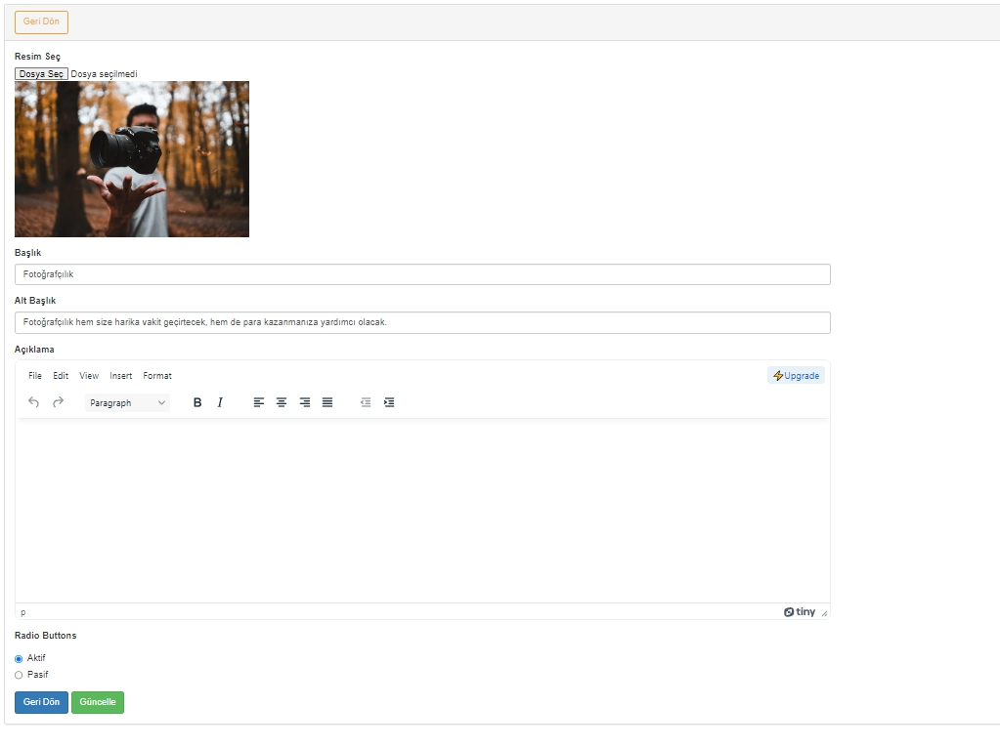 Geri Dön
Resim Seç
Dosya Seç Dosya seçilmedi
Başlık
Fotoğrafçılık
Alt Başlık
Fotoğrafçılık hem size harika vakit geçirtecek, hem de para kazanmanıza yardımcı olacak.
Açıklama
File Edit View Insert Format ⚡Upgrade
Paragraph B I
p tiny
Radio Buttons
Aktif
Pasif
Geri Dön Güncelle